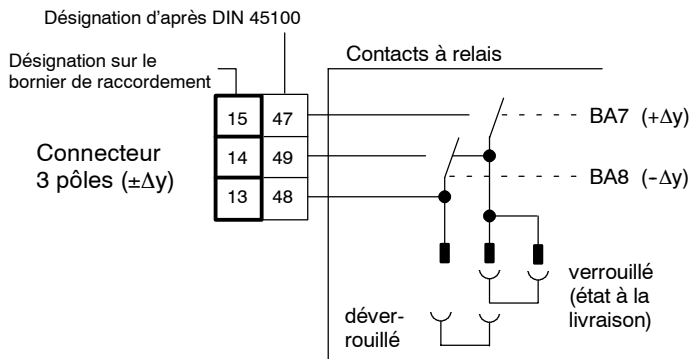 Désignation d'après DIN 45100
Désignation sur le
bornier de raccordement
Contacts à relais
15 47
14 49
13 48
Connecteur
3 pôles (±Δy)
BA7 (+Δy)
BA8 (-Δy)
verrouillé
(état à la
livraison)
déver-
rouillé